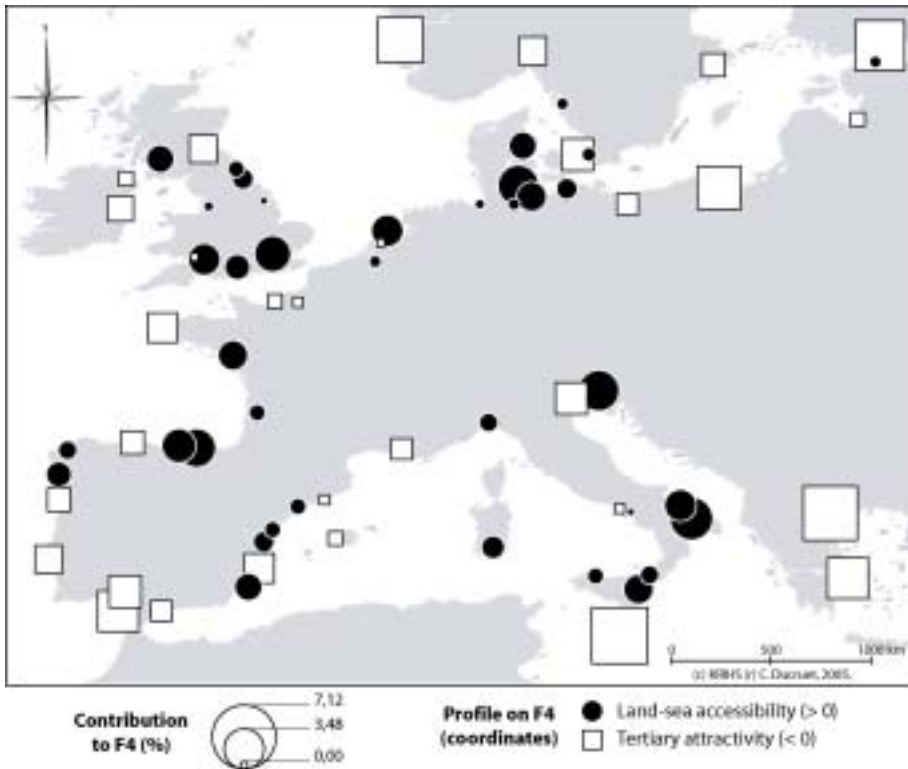 0 500 1000 km
(c) KRIHS (r) C. Ducruet, 2005.
Contribution
to F4 (%)
7,12
3,48
0,00
Profile on F4
(coordinates)
Land-sea accessibility (> 0)
Tertiary attractivity (< 0)